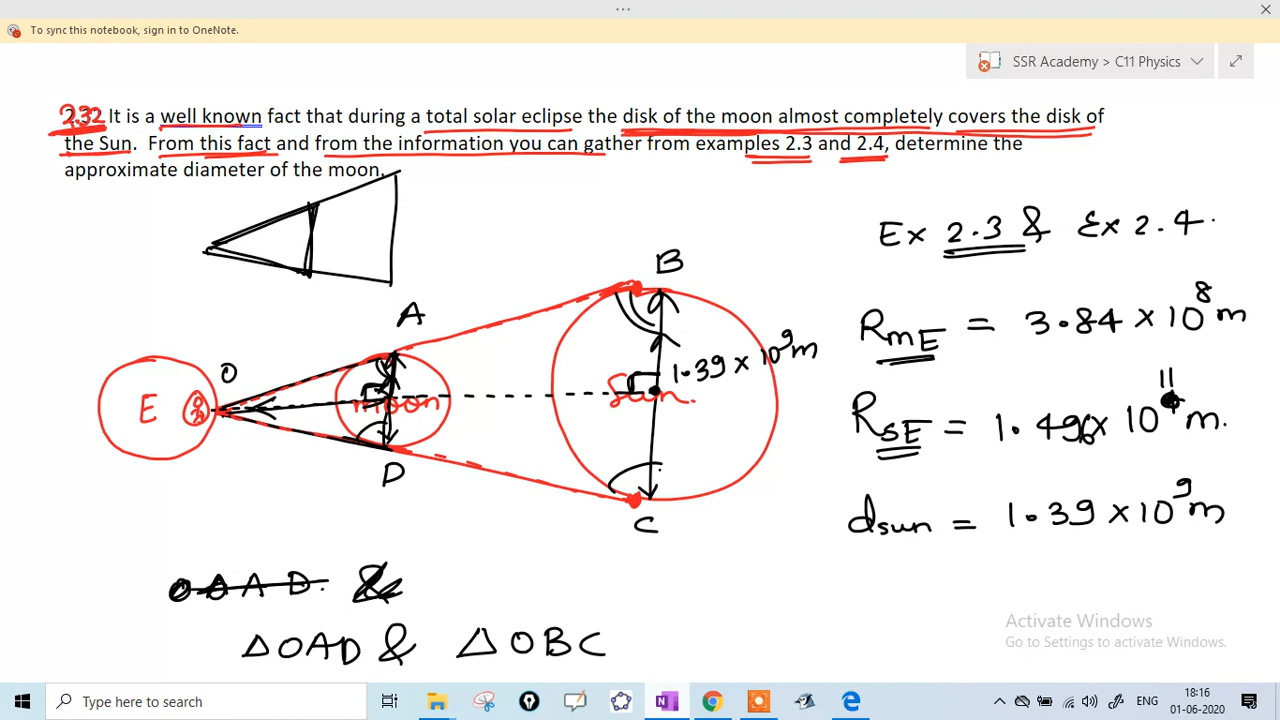 To sync this notebook, sign in to OneNote.
SSR Academy » C11 Physics
2.32 It is a well known fact that during a total solar eclipse the disk of the moon almost completely covers the disk of
the Sun. From this fact and from the information you can gather from examples 2.3 and 2.4, determine the
approximate diameter of the moon.
Ex 2.3 & Ex 2.4.
B
A
R_mE = 3.84 × 10^8 m
O
1.39 × 10^9 m
E
moon
Sun.
R_SE = 1.496 × 10^11 m.
D
C
d_sun = 1.39 × 10^9 m
OAD. &
△OAD & △OBC
Activate Windows
Go to Settings to activate Windows.
Type here to search
ENG
18:16
01-06-2020